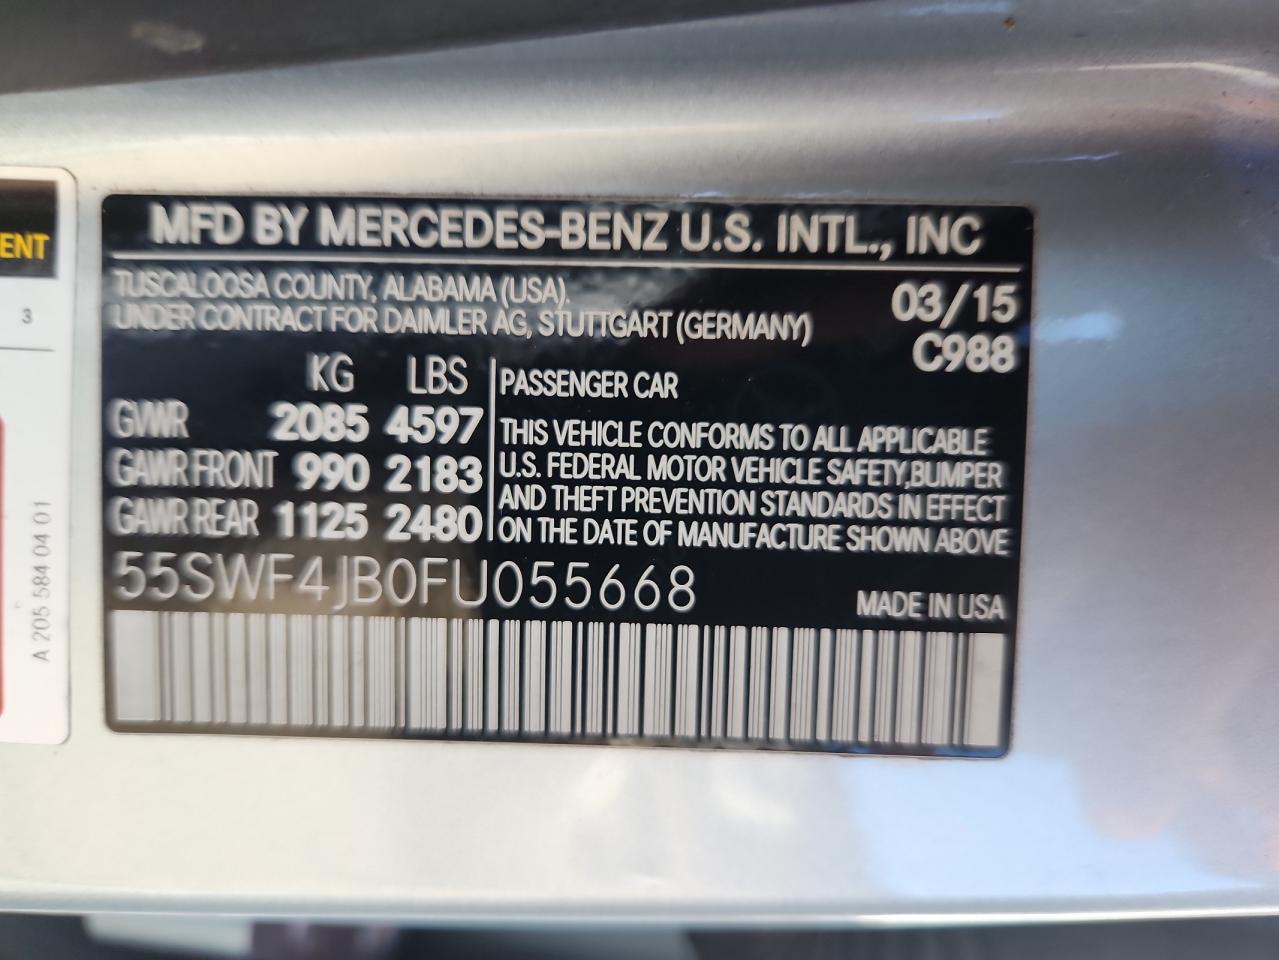 MFD BY MERCEDES-BENZ U.S. INTL., INC
TUSCALOOSA COUNTY, ALABAMA (USA).
UNDER CONTRACT FOR DAIMLER AG, STUTTGART (GERMANY)
03/15
C988
KG LBS
GVWR 2085 4597
GAWR FRONT 990 2183
GAWR REAR 1125 2480
PASSENGER CAR
THIS VEHICLE CONFORMS TO ALL APPLICABLE
U.S. FEDERAL MOTOR VEHICLE SAFETY,BUMPER
AND THEFT PREVENTION STANDARDS IN EFFECT
ON THE DATE OF MANUFACTURE SHOWN ABOVE
55SWF4JB0FU055668
MADE IN USA
ENT
3
A 205 584 04 01